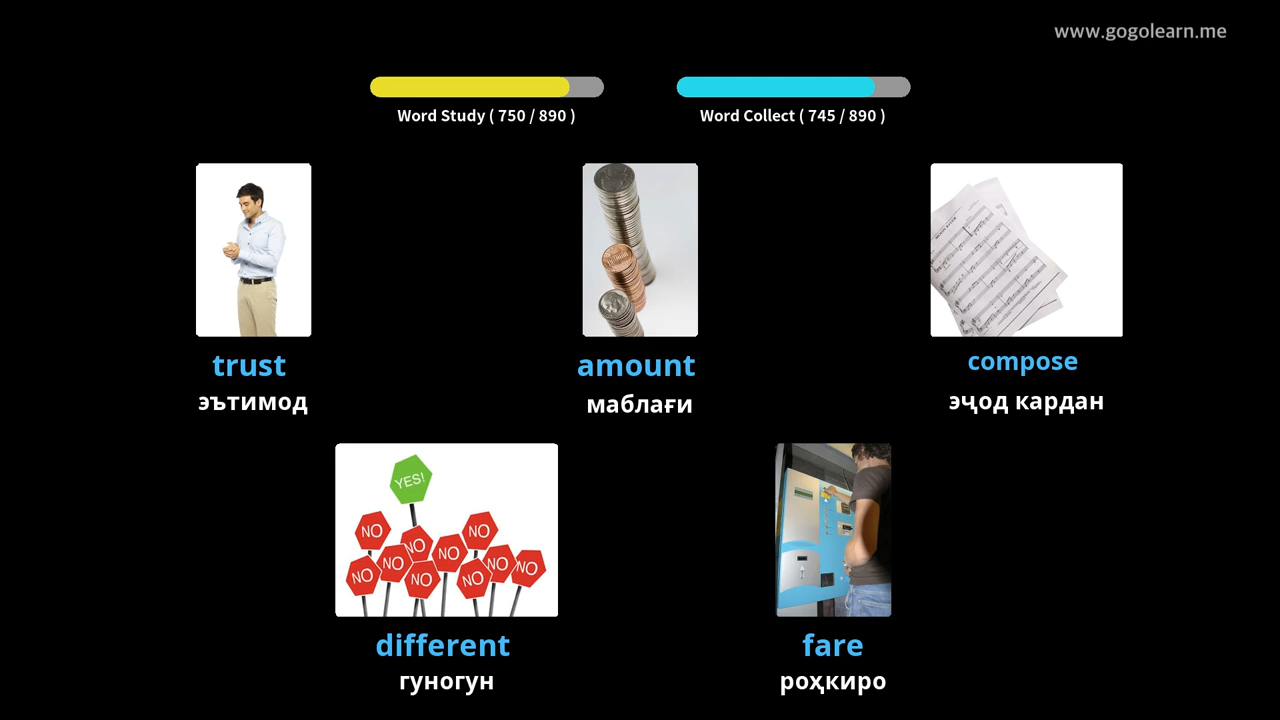 www.gogolearn.me
Word Study ( 750 / 890 )
Word Collect ( 745 / 890 )
trust
amount
compose
эътимод
маблағи
эҷод кардан
YES!
NO
NO
NO
NO
NO
NO
NO
NO
NO
NO
different
fare
гуногун
роҳкиро